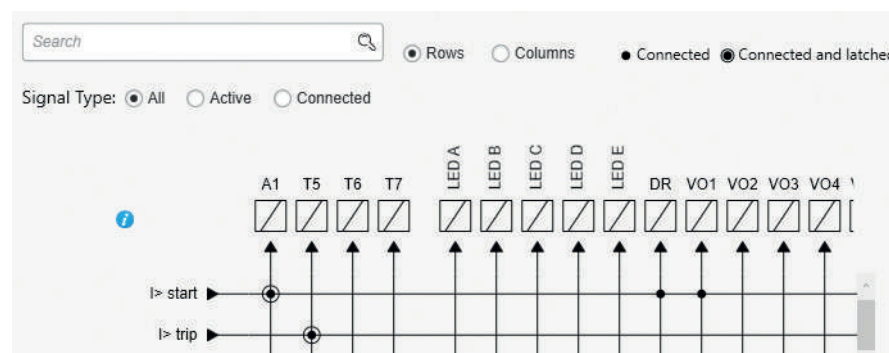 Search
Rows Columns Connected Connected and latched
Signal Type: All Active Connected
A1 T5 T6 T7 LED A LED B LED C LED D LED E DR VO1 VO2 VO3 VO4
i
I> start
I> trip